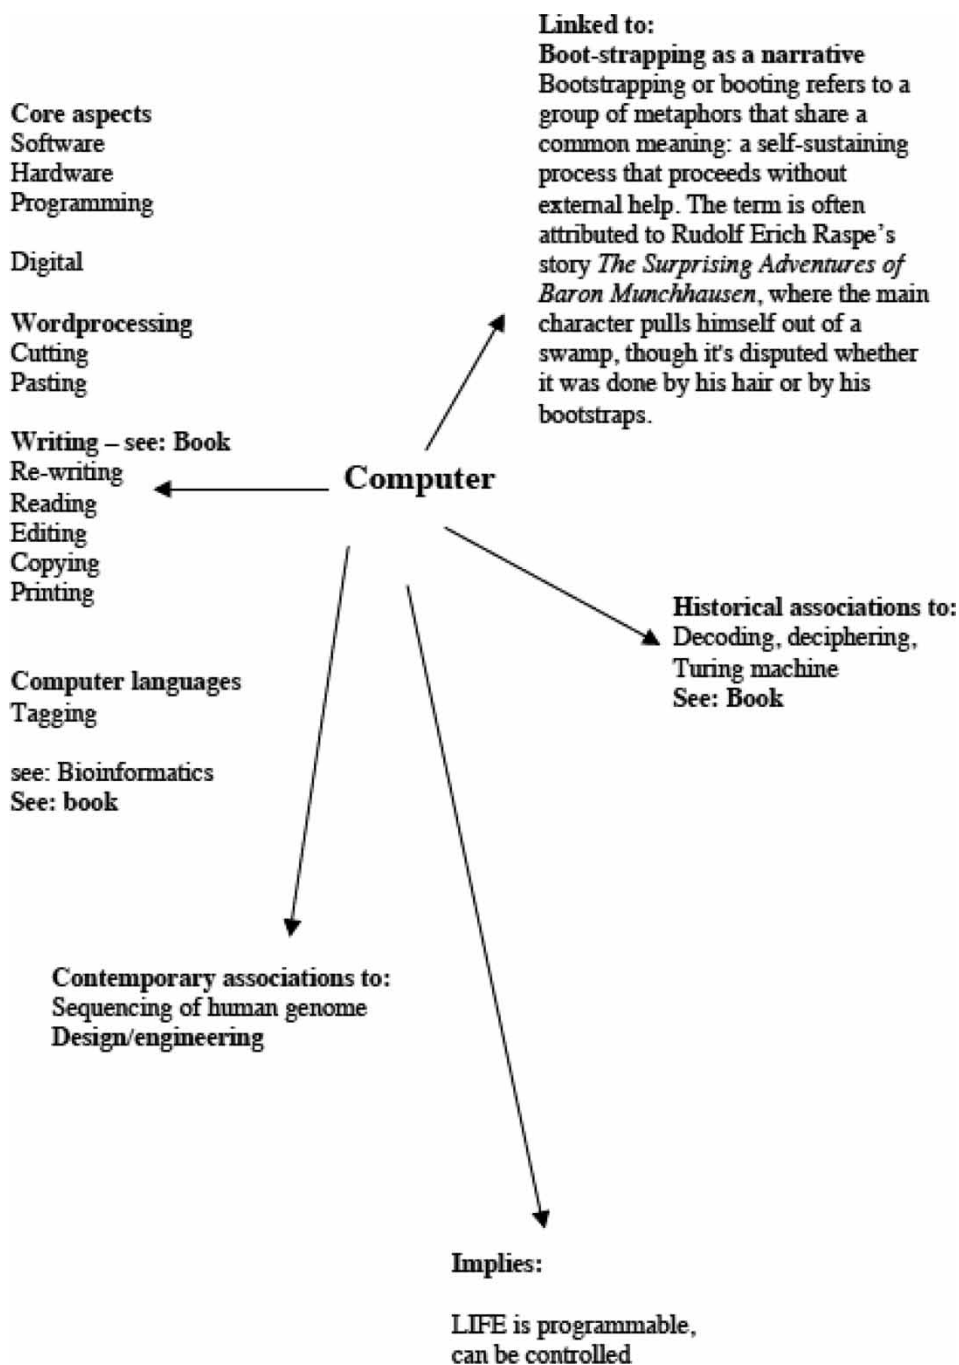 Linked to:
Boot-strapping as a narrative
Bootstrapping or booting refers to a
group of metaphors that share a
common meaning: a self-sustaining
process that proceeds without
external help. The term is often
attributed to Rudolf Erich Raspe’s
story The Surprising Adventures of
Baron Munchhausen, where the main
character pulls himself out of a
swamp, though it's disputed whether
it was done by his hair or by his
bootstraps.
Core aspects
Software
Hardware
Programming
Digital
Wordprocessing
Cutting
Pasting
Writing – see: Book
Re-writing
Reading
Editing
Copying
Printing
Computer languages
Tagging
see: Bioinformatics
See: book
Computer
Historical associations to:
Decoding, deciphering,
Turing machine
See: Book
Contemporary associations to:
Sequencing of human genome
Design/engineering
Implies:
LIFE is programmable,
can be controlled